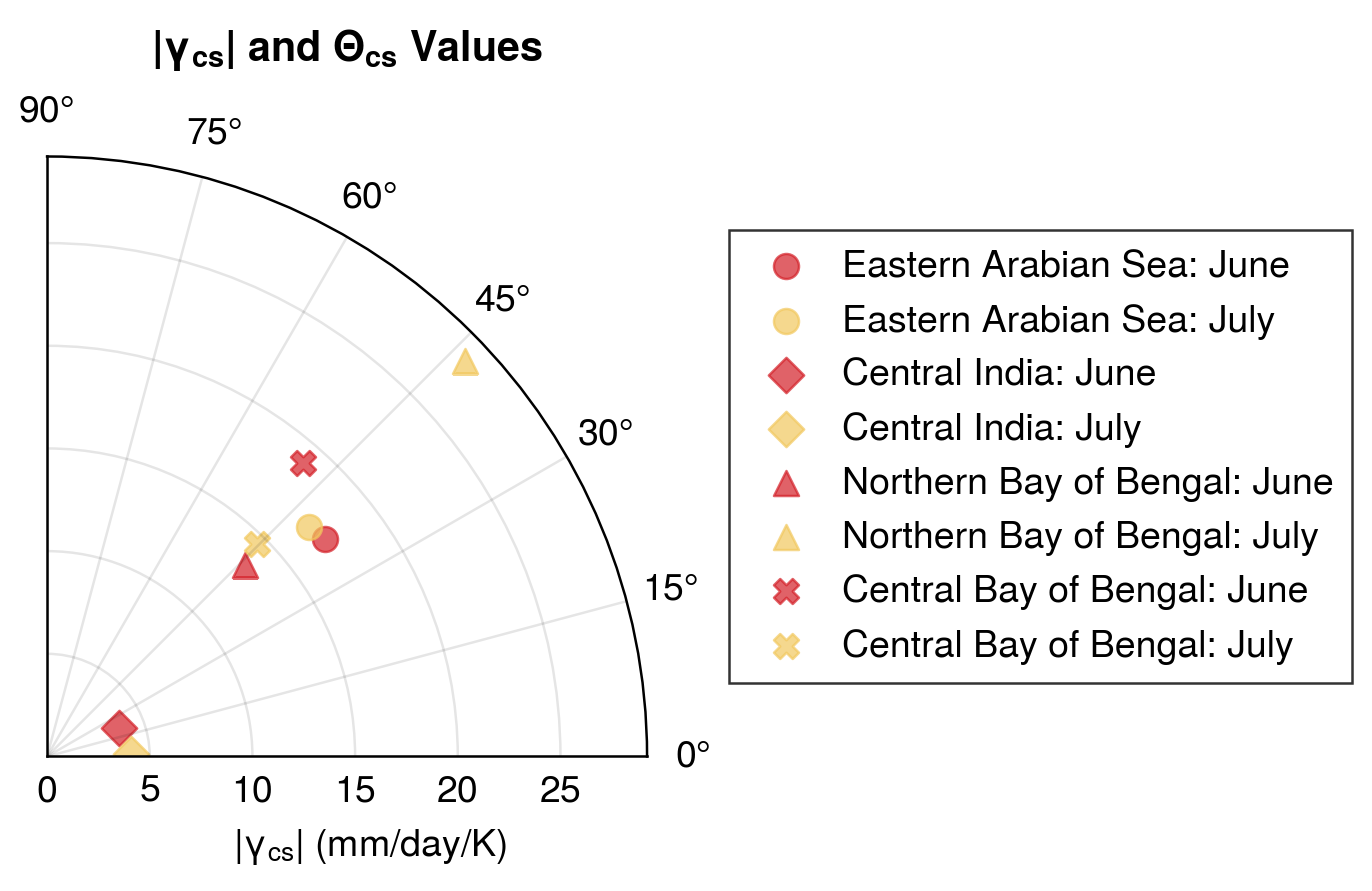 |γcs| and Θcs Values
90°
75°
60°
45°
30°
15°
0°
0 5 10 15 20 25
|γcs| (mm/day/K)
Eastern Arabian Sea: June
Eastern Arabian Sea: July
Central India: June
Central India: July
Northern Bay of Bengal: June
Northern Bay of Bengal: July
Central Bay of Bengal: June
Central Bay of Bengal: July